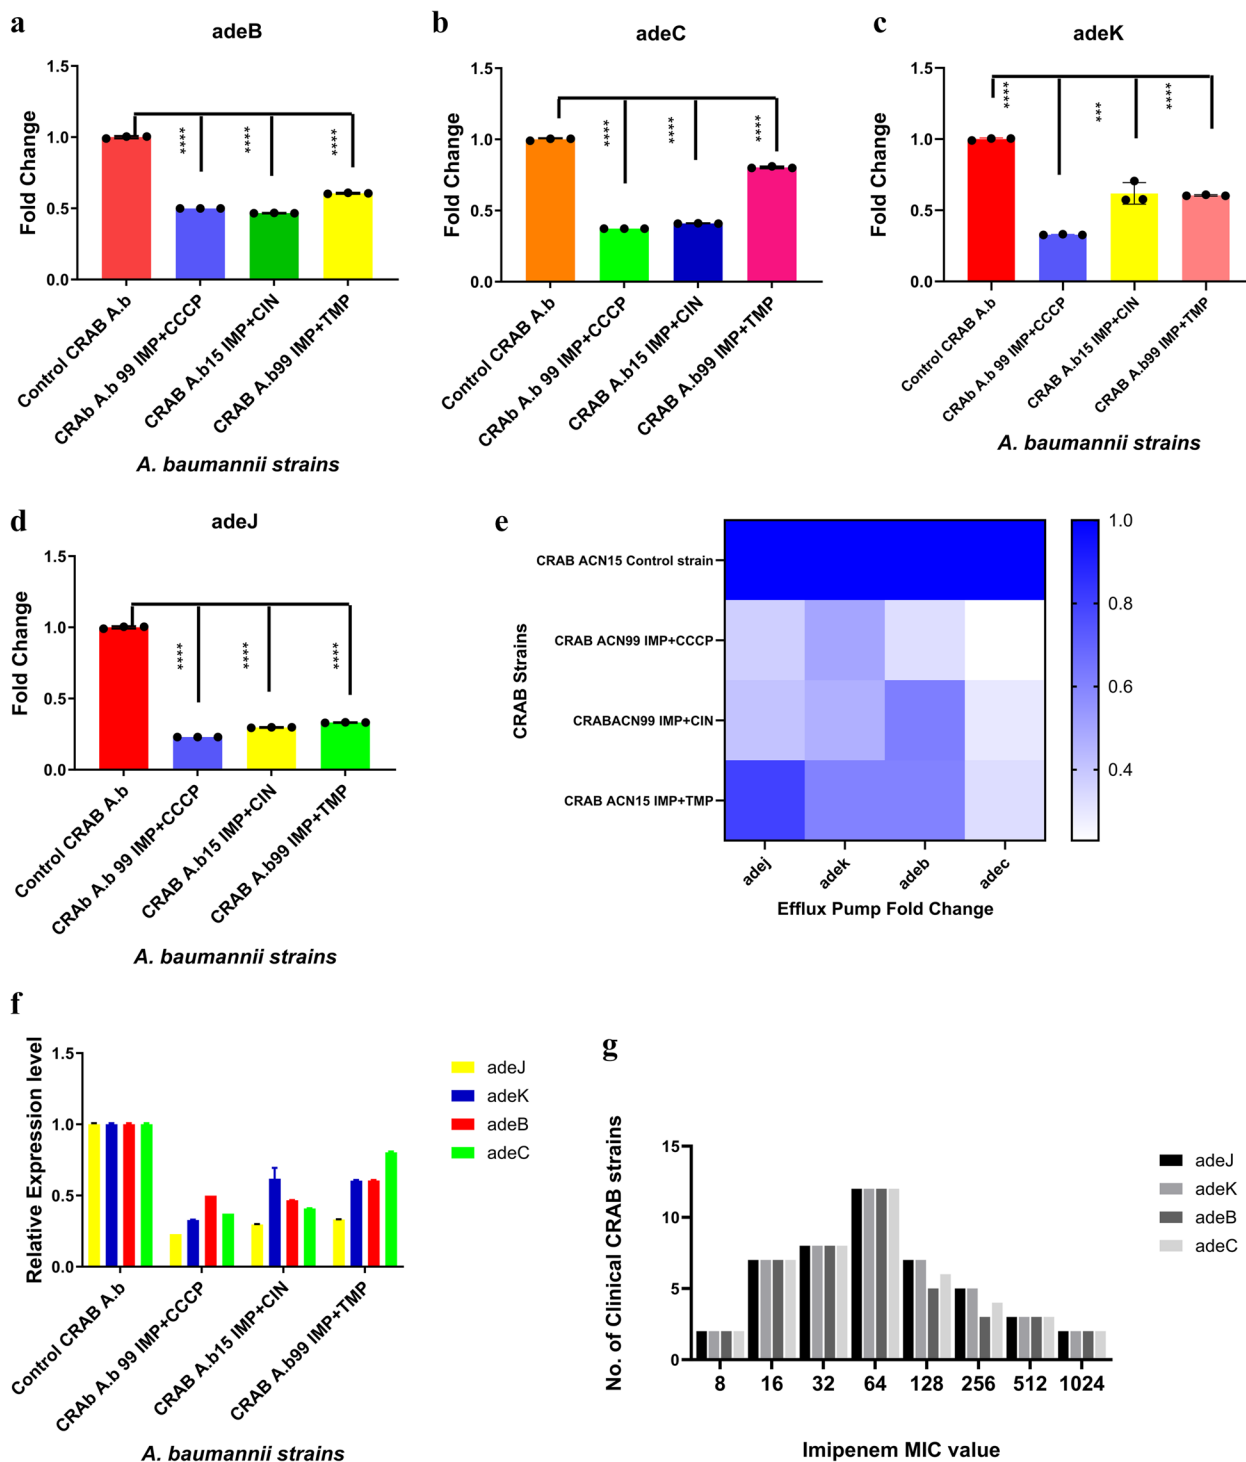 a
adeB
1.5
1.0
0.5
0.0
Fold Change
****
****
****
Control CRAB A.b
CRAb A.b 99 IMP+CCCP
CRAB A.b15 IMP+CIN
CRAB A.b99 IMP+TMP
A. baumannii strains
b
adeC
1.5
1.0
0.5
0.0
Fold Change
****
****
****
Control CRAB A.b
CRAb A.b 99 IMP+CCCP
CRAB A.b15 IMP+CIN
CRAB A.b99 IMP+TMP
c
adeK
1.5
1.0
0.5
0.0
Fold Change
****
***
****
Control CRAB A.b
CRAb A.b 99 IMP+CCCP
CRAB A.b15 IMP+CIN
CRAB A.b99 IMP+TMP
A. baumannii strains
d
adeJ
1.5
1.0
0.5
0.0
Fold Change
****
****
****
Control CRAB A.b
CRAb A.b 99 IMP+CCCP
CRAB A.b15 IMP+CIN
CRAB A.b99 IMP+TMP
A. baumannii strains
e
CRAB Strains
CRAB ACN15 Control strain
CRAB ACN99 IMP+CCCP
CRABACN99 IMP+CIN
CRAB ACN15 IMP+TMP
adej
adek
adeb
adec
Efflux Pump Fold Change
1.0
0.8
0.6
0.4
f
1.5
1.0
0.5
0.0
Relative Expression level
Control CRAB A.b
CRAb A.b 99 IMP+CCCP
CRAB A.b15 IMP+CIN
CRAB A.b99 IMP+TMP
A. baumannii strains
adeJ
adeK
adeB
adeC
g
15
10
5
0
No. of Clinical CRAB strains
8
16
32
64
128
256
512
1024
Imipenem MIC value
adeJ
adeK
adeB
adeC